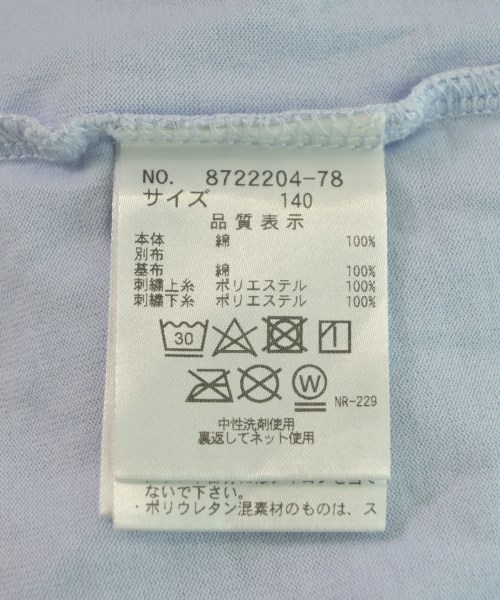 NO. 8722204-78
サイズ 140
品質表示
本体 綿 100%
別布
基布 綿 100%
刺繍上糸 ポリエステル 100%
刺繍下糸 ポリエステル 100%
30
W NR-229
中性洗剤使用
裏返してネット使用
ないで下さい。
・ポリウレタン混素材のものは、ス